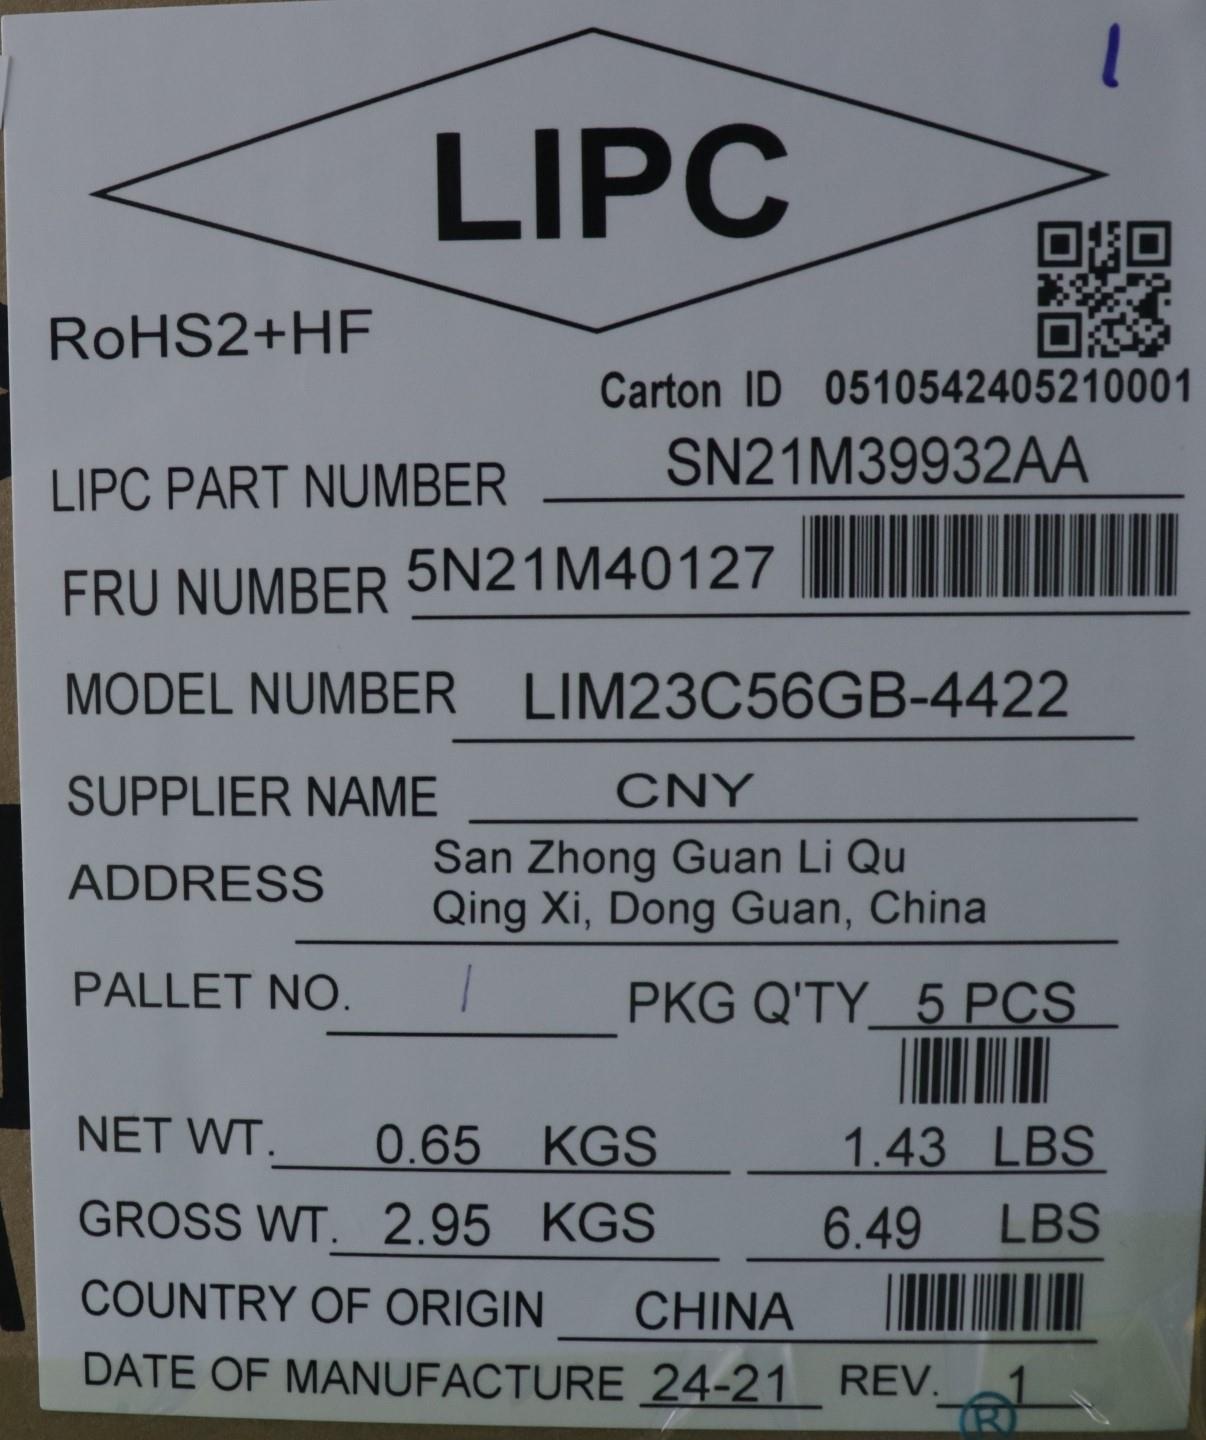 1
LIPC
RoHS2+HF
Carton ID 0510542405210001
LIPC PART NUMBER SN21M39932AA
FRU NUMBER 5N21M40127
MODEL NUMBER LIM23C56GB-4422
SUPPLIER NAME CNY
ADDRESS San Zhong Guan Li Qu
Qing Xi, Dong Guan, China
PALLET NO. 1 PKG Q'TY 5 PCS
NET WT. 0.65 KGS 1.43 LBS
GROSS WT. 2.95 KGS 6.49 LBS
COUNTRY OF ORIGIN CHINA
DATE OF MANUFACTURE 24-21 REV. 1
®